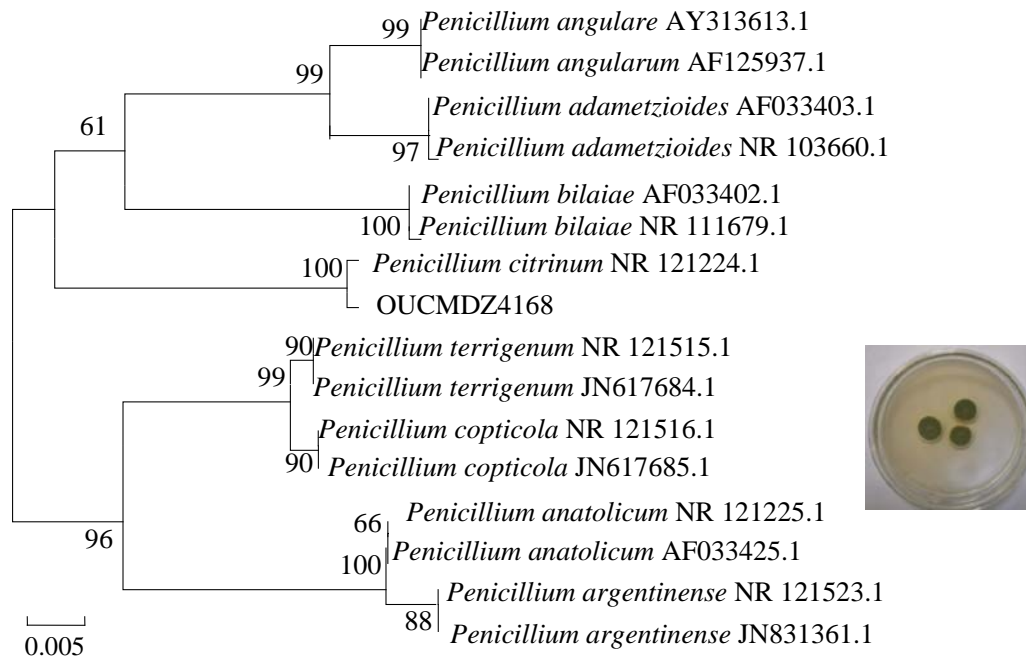 99
Penicillium angulare AY313613.1
Penicillium angularum AF125937.1
99
Penicillium adametzioides AF033403.1
61
97
Penicillium adametzioides NR 103660.1
Penicillium bilaiae AF033402.1
100
Penicillium bilaiae NR 111679.1
100
Penicillium citrinum NR 121224.1
OUCMDZ4168
90
Penicillium terrigenum NR 121515.1
99
Penicillium terrigenum JN617684.1
Penicillium copticola NR 121516.1
90
Penicillium copticola JN617685.1
Penicillium anatolicum NR 121225.1
66
96
Penicillium anatolicum AF033425.1
100
Penicillium argentinense NR 121523.1
88
Penicillium argentinense JN831361.1
0.005